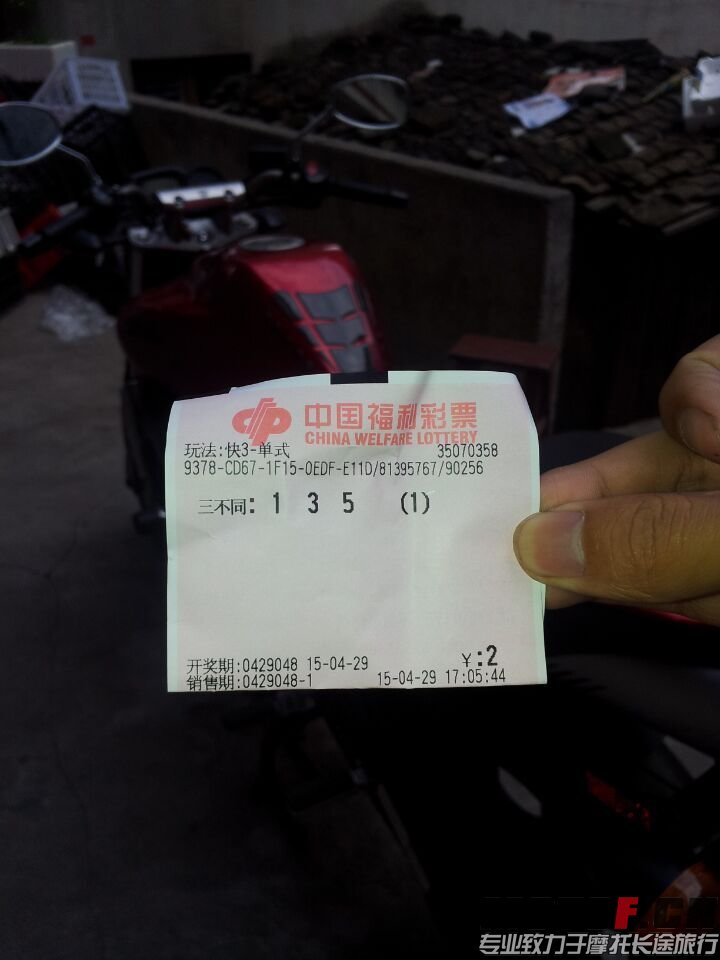 中国福利彩票
CHINA WELFARE LOTTERY
玩法:快3-单式 35070358
9378-CD67-1F15-0EDF-E11D/81395767/90256
三不同: 1 3 5 (1)
¥:2
开奖期:0429048 15-04-29
销售期:0429048-1 15-04-29 17:05:44
专业致力于摩托长途旅行